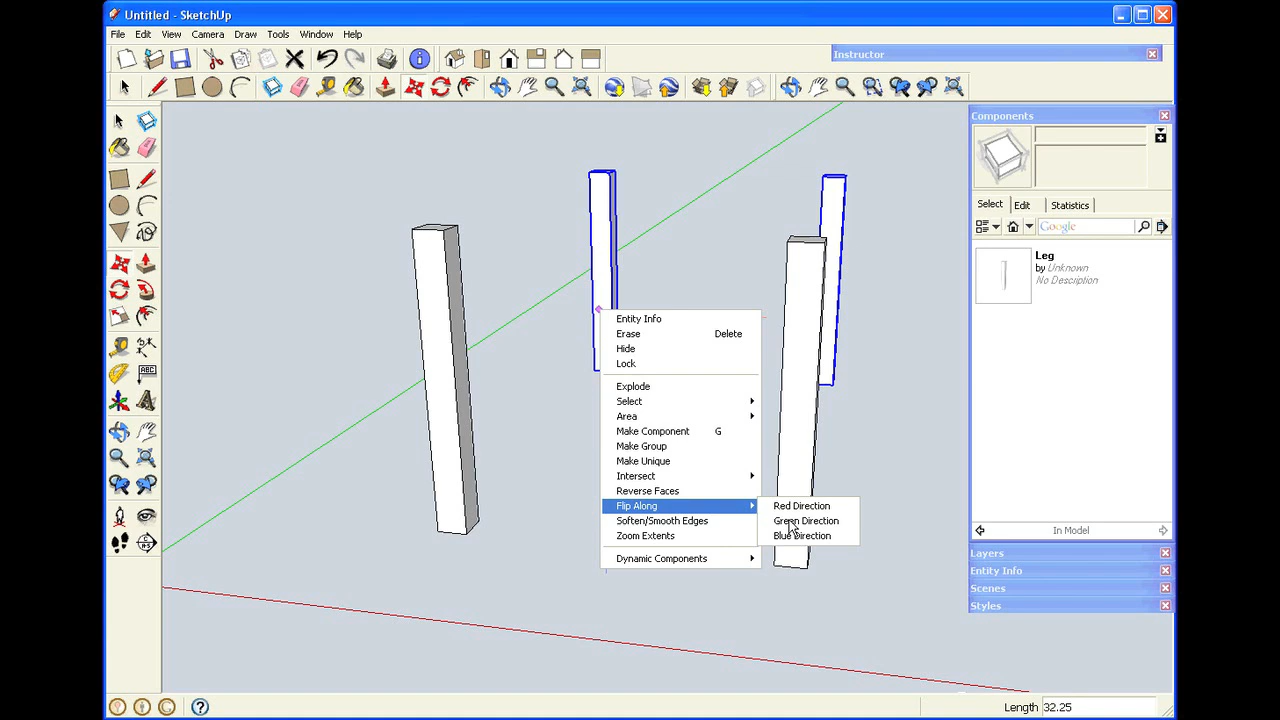 Untitled - SketchUp
File Edit View Camera Draw Tools Window Help
Instructor
Components
Select Edit Statistics
Google
Leg
by Unknown
No Description
Entity Info
Erase Delete
Hide
Lock
Explode
Select
Area
Make Component G
Make Group
Make Unique
Intersect
Reverse Faces
Flip Along
Soften/Smooth Edges
Zoom Extents
Dynamic Components
Red Direction
Green Direction
Blue Direction
In Model
Layers
Entity Info
Scenes
Styles
ABC
Length 32.25